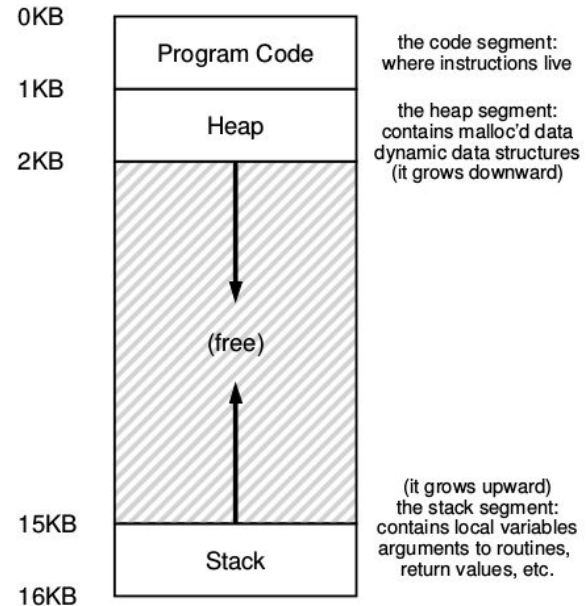 0KB
Program Code
the code segment:
where instructions live
1KB
Heap
the heap segment:
contains malloc'd data
dynamic data structures
(it grows downward)
2KB
(free)
(it grows upward)
the stack segment:
contains local variables
arguments to routines,
return values, etc.
15KB
Stack
16KB